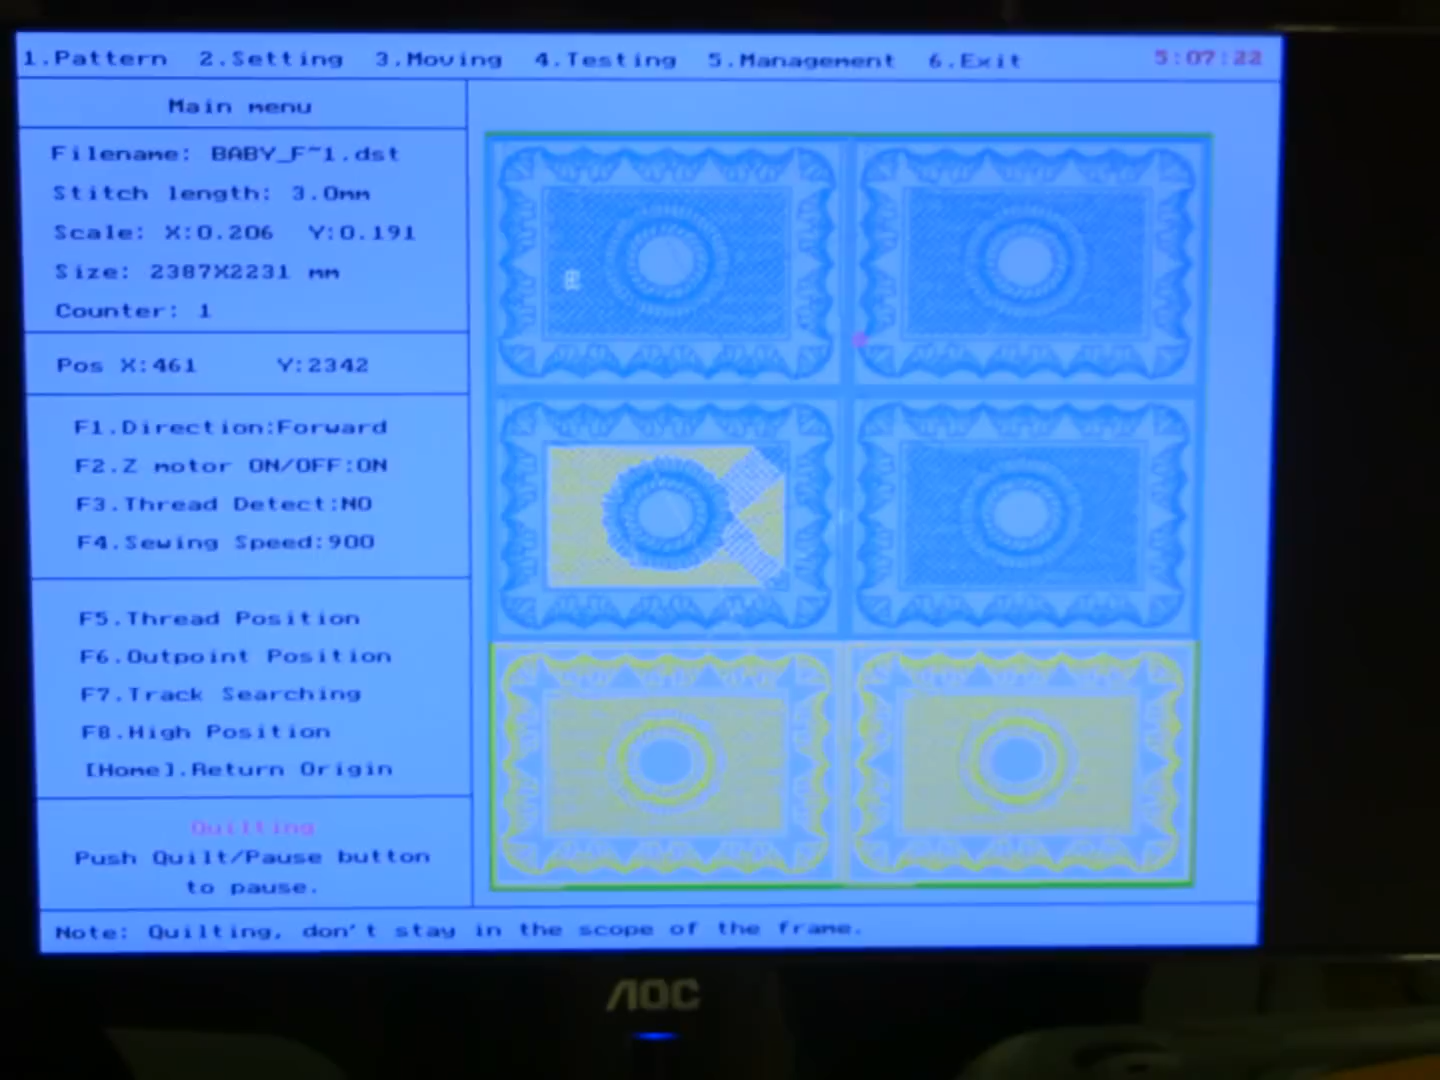 1.Pattern 2.Setting 3.Moving 4.Testing 5.Management 6.Exit 5:07:22
Main menu
Filename: BABY_F~1.dst
Stitch length: 3.0mm
Scale: X:0.206 Y:0.191
Size: 2387X2231 mm
Counter: 1
Pos X:461 Y:2342
F1.Direction:Forward
F2.Z motor ON/OFF:ON
F3.Thread Detect:NO
F4.Sewing Speed:900
F5.Thread Position
F6.Outpoint Position
F7.Track Searching
F8.High Position
[Home].Return Origin
Quilting
Push Quilt/Pause button
to pause.
Note: Quilting, don't stay in the scope of the frame.
AOC